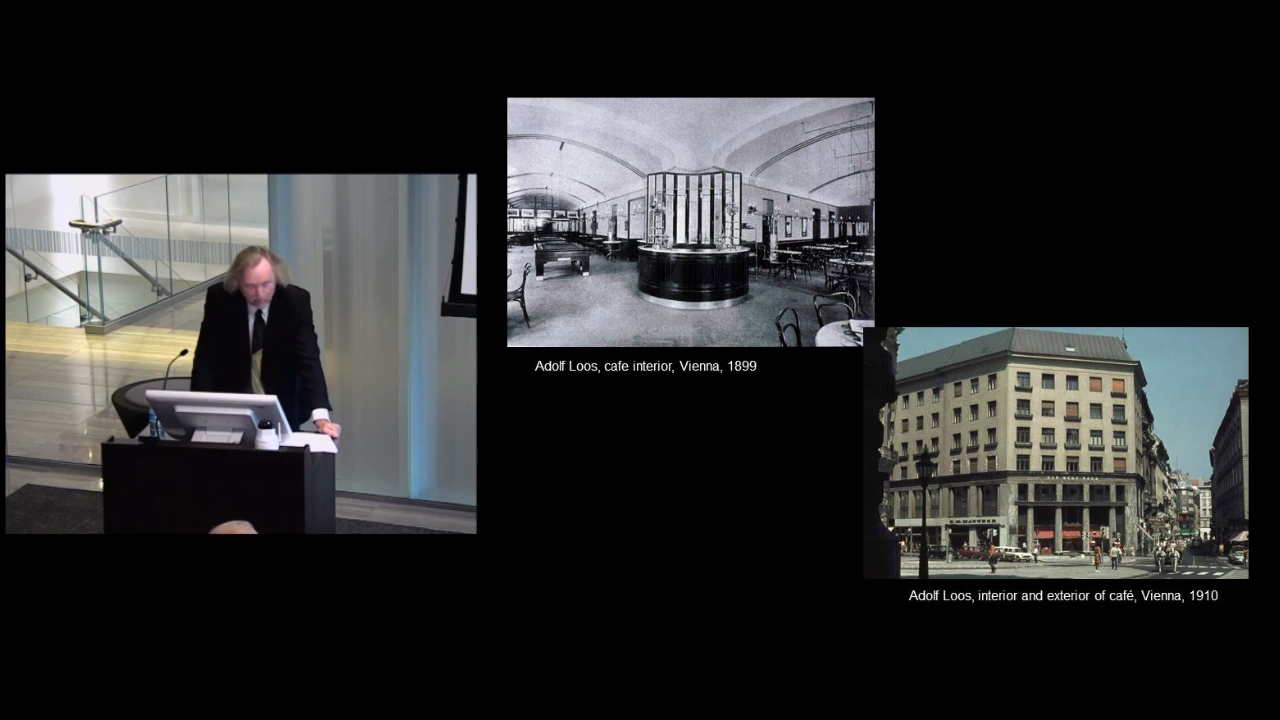 Adolf Loos, cafe interior, Vienna, 1899
Adolf Loos, interior and exterior of café, Vienna, 1910